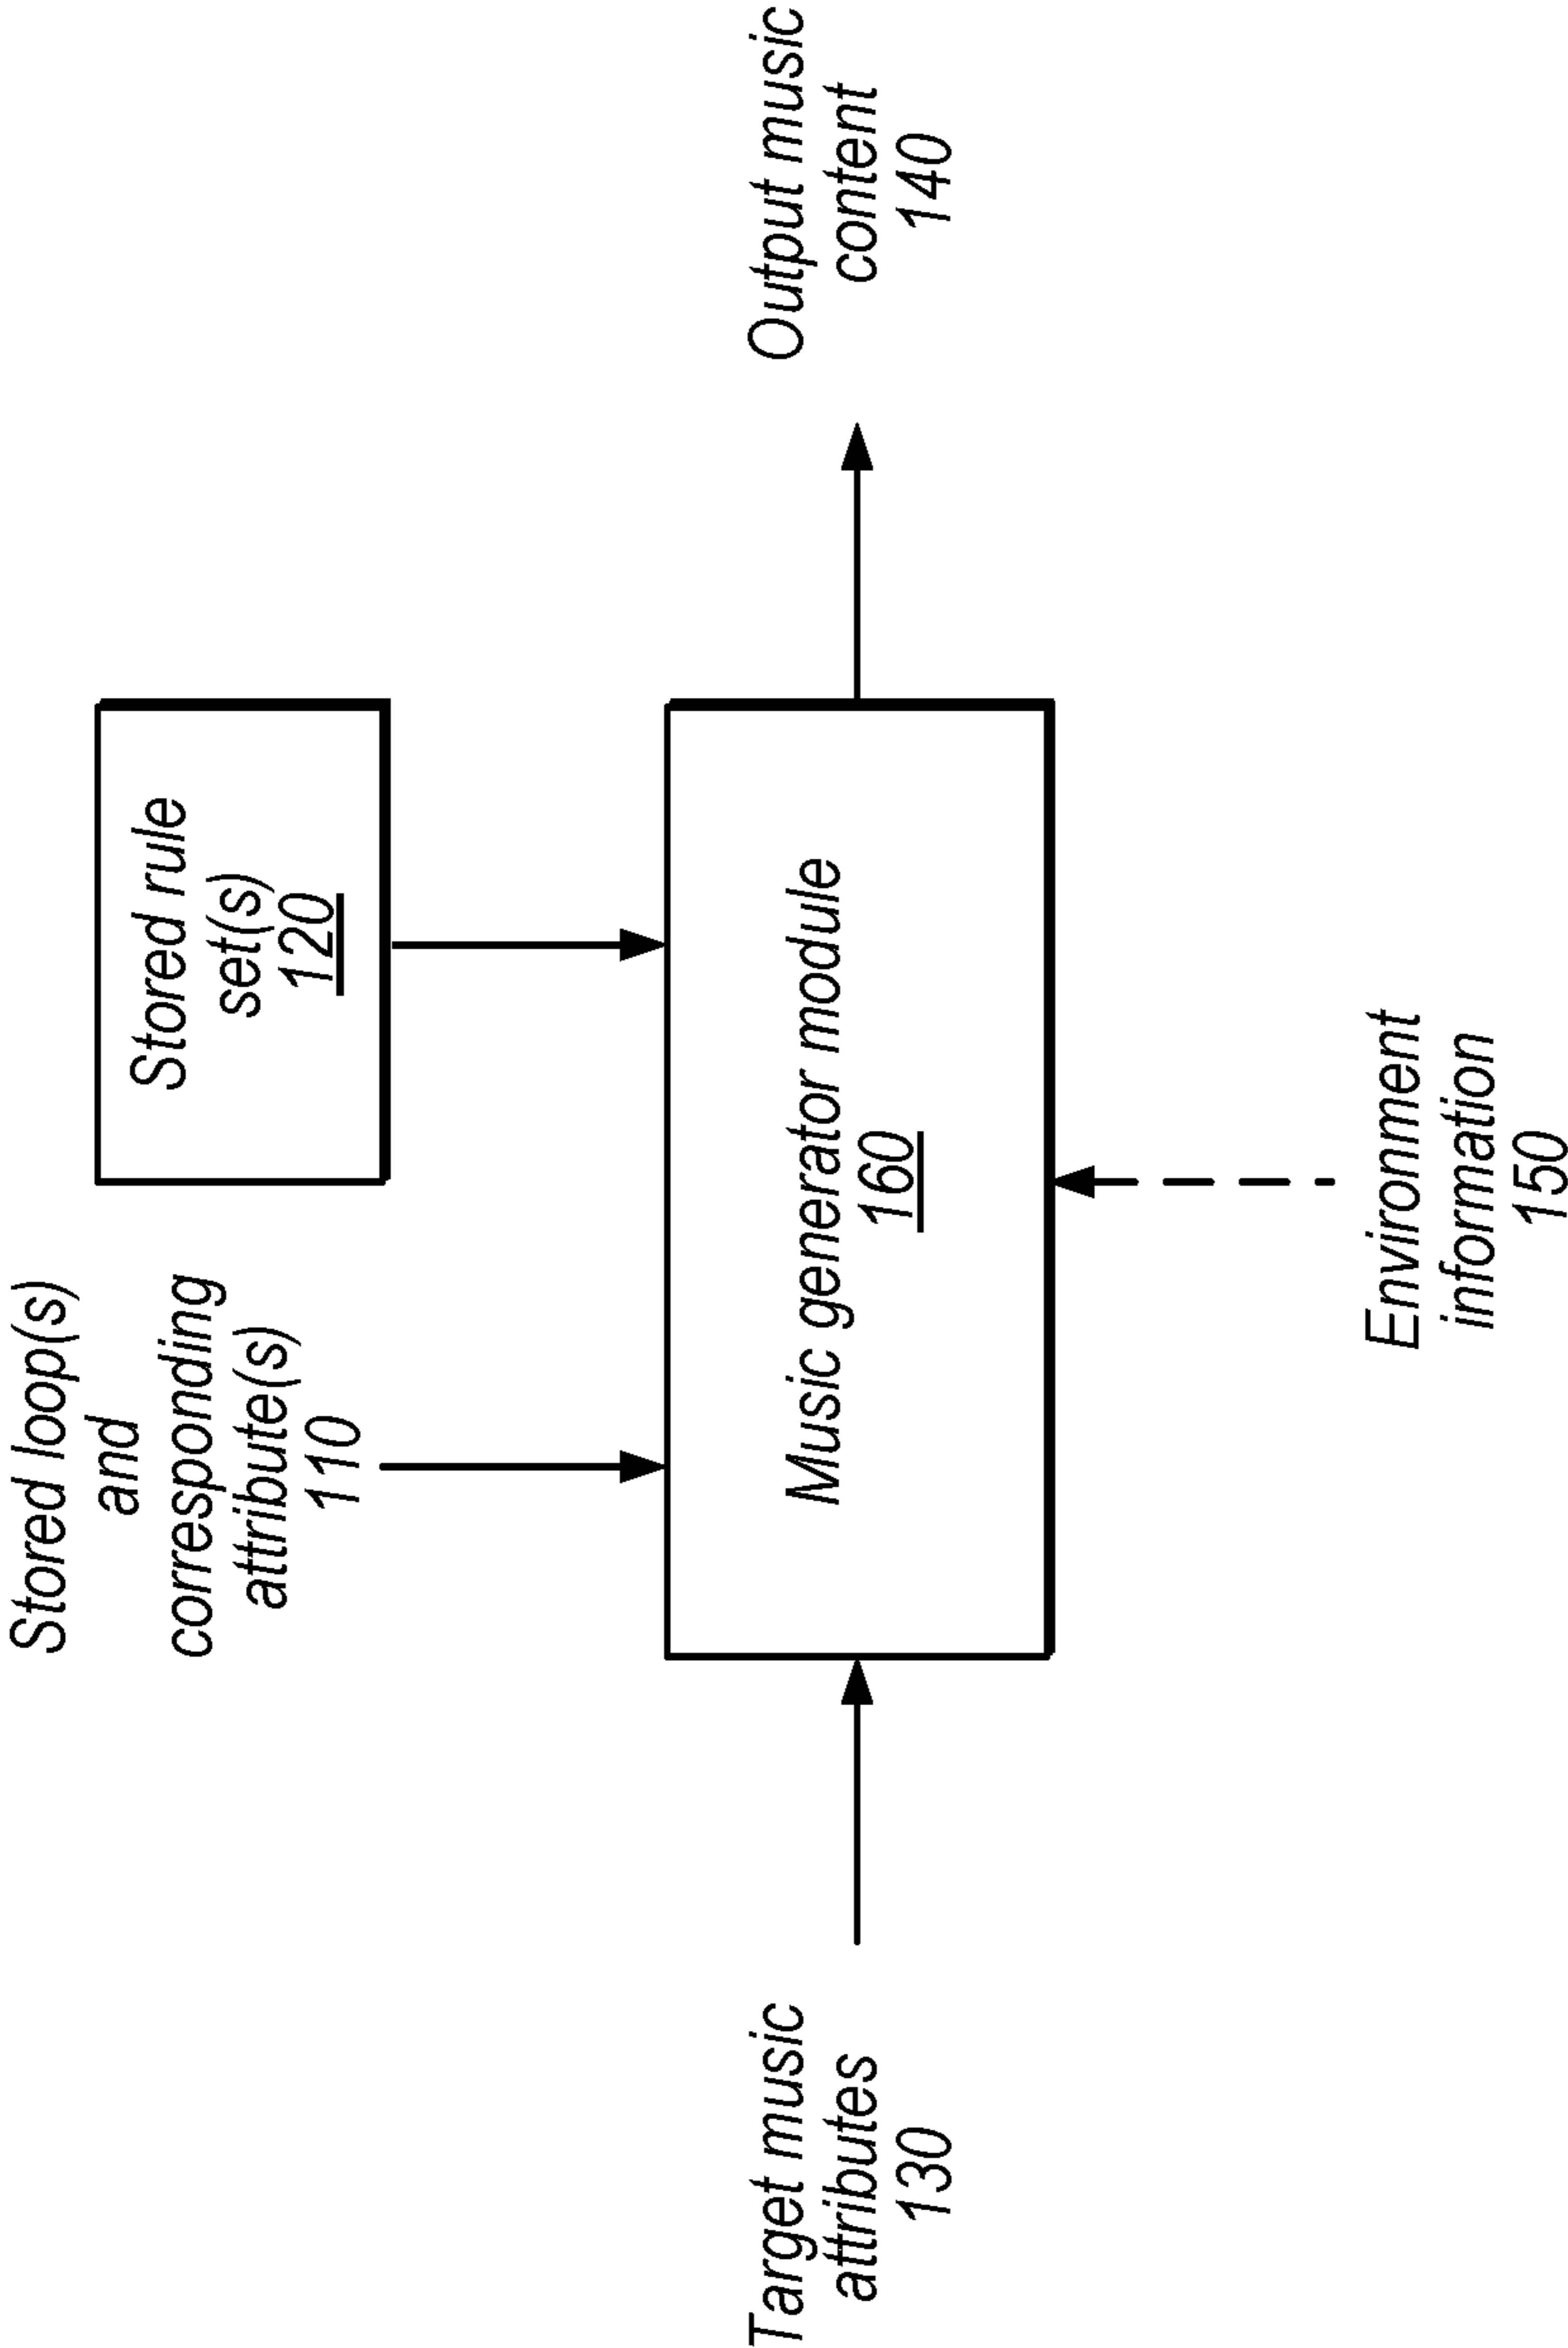 Stored loop(s)
and
corresponding
attribute(s)
110
Stored rule
set(s)
120
Target music
attributes
130
Music generator module
160
Output music
content
140
Environment
information
150